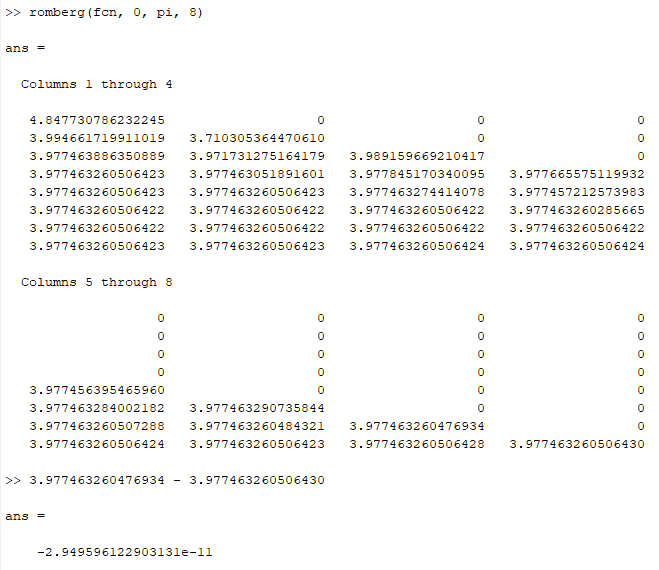 >> romberg(fcn, 0, pi, 8)
ans =
Columns 1 through 4
4.847730786232245 0 0 0
3.994661719911019 3.710305364470610 0 0
3.977463886350889 3.971731275164179 3.989159669210417 0
3.977463260506423 3.977463051891601 3.977845170340095 3.977665575119932
3.977463260506423 3.977463260506423 3.977463274414078 3.977457212573983
3.977463260506422 3.977463260506422 3.977463260506422 3.977463260285665
3.977463260506422 3.977463260506422 3.977463260506422 3.977463260506422
3.977463260506423 3.977463260506423 3.977463260506424 3.977463260506424
Columns 5 through 8
0 0 0 0
0 0 0 0
0 0 0 0
0 0 0 0
3.977456395465960 0 0 0
3.977463284002182 3.977463290735844 0 0
3.977463260507288 3.977463260484321 3.977463260476934 0
3.977463260506424 3.977463260506423 3.977463260506428 3.977463260506430
>> 3.977463260476934 - 3.977463260506430
ans =
-2.949596122903131e-11